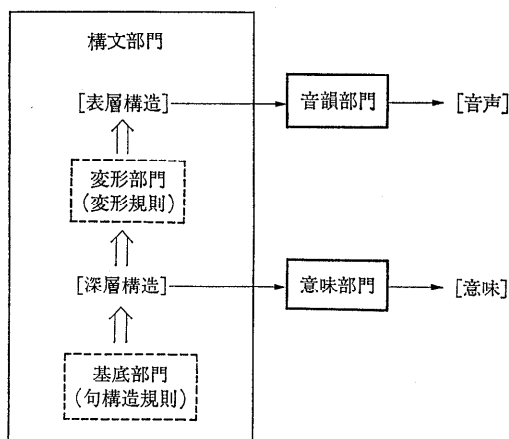 構文部門
[表層構造]
音韻部門
[音声]
変形部門
(変形規則)
[深層構造]
意味部門
[意味]
基底部門
(句構造規則)